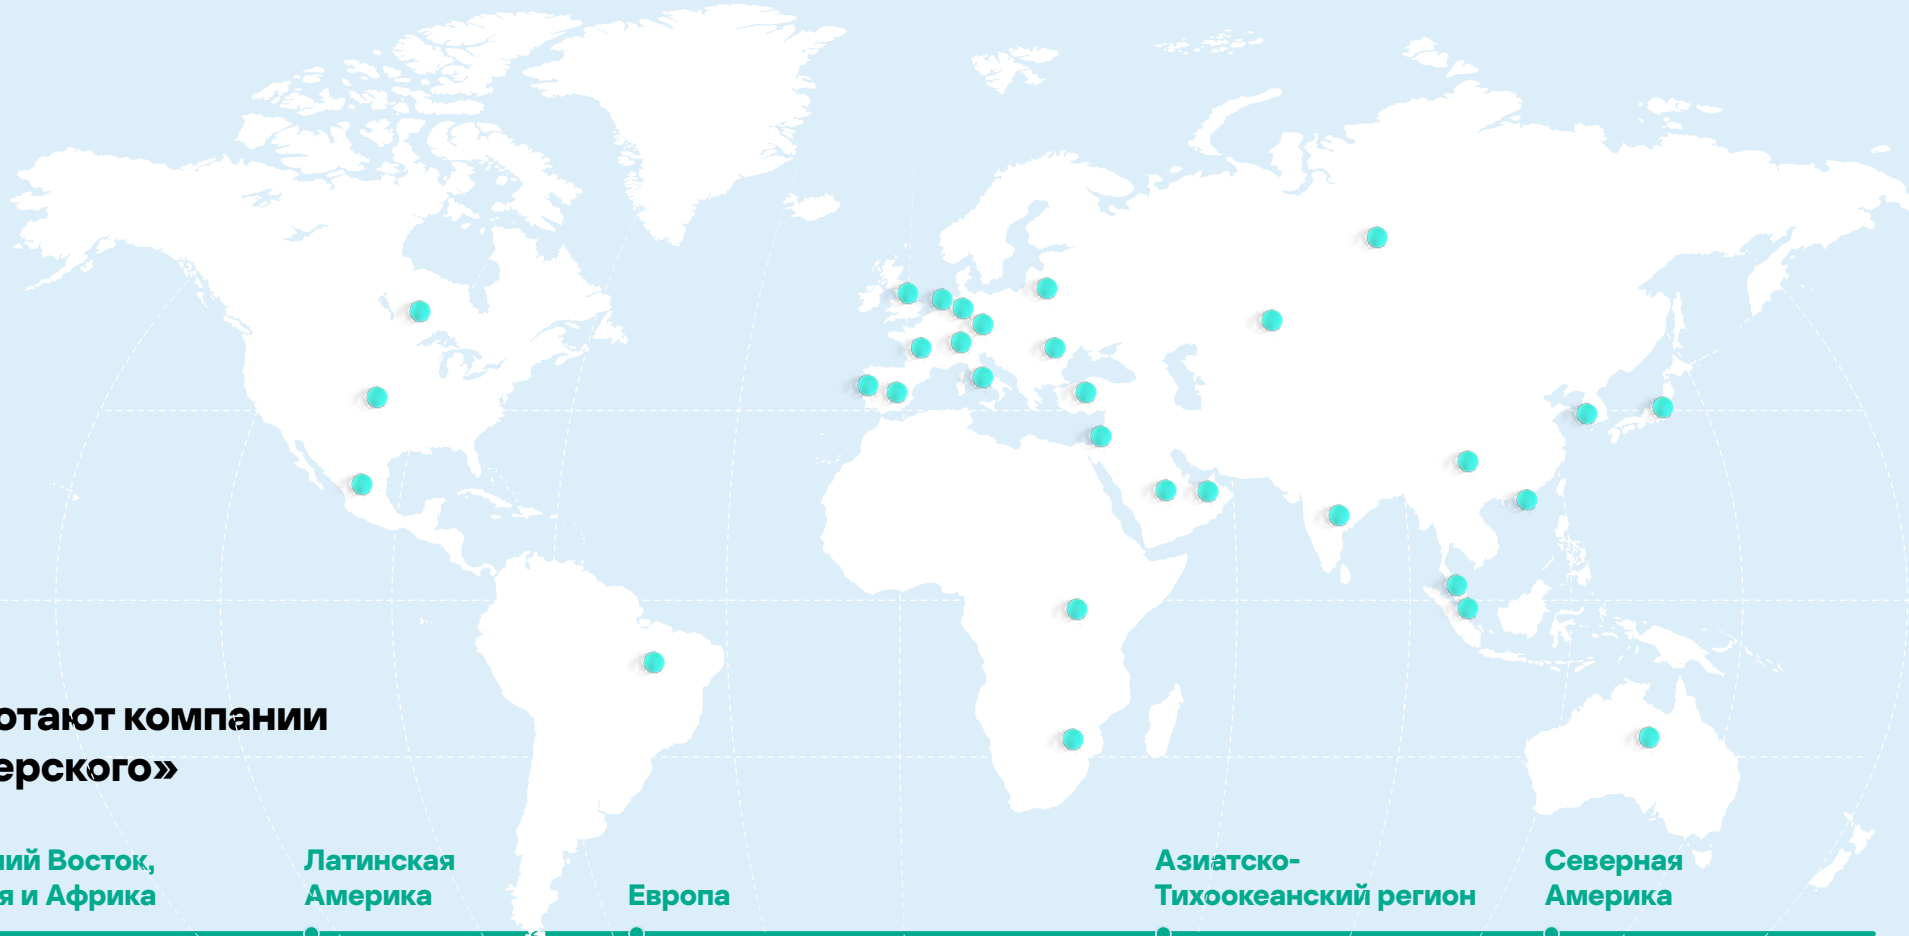 отают компании
ерского»
ний Восток,
я и Африка
Латинская
Америка
Европа
Азиатско-
Тихоокеанский регион
Северная
Америка